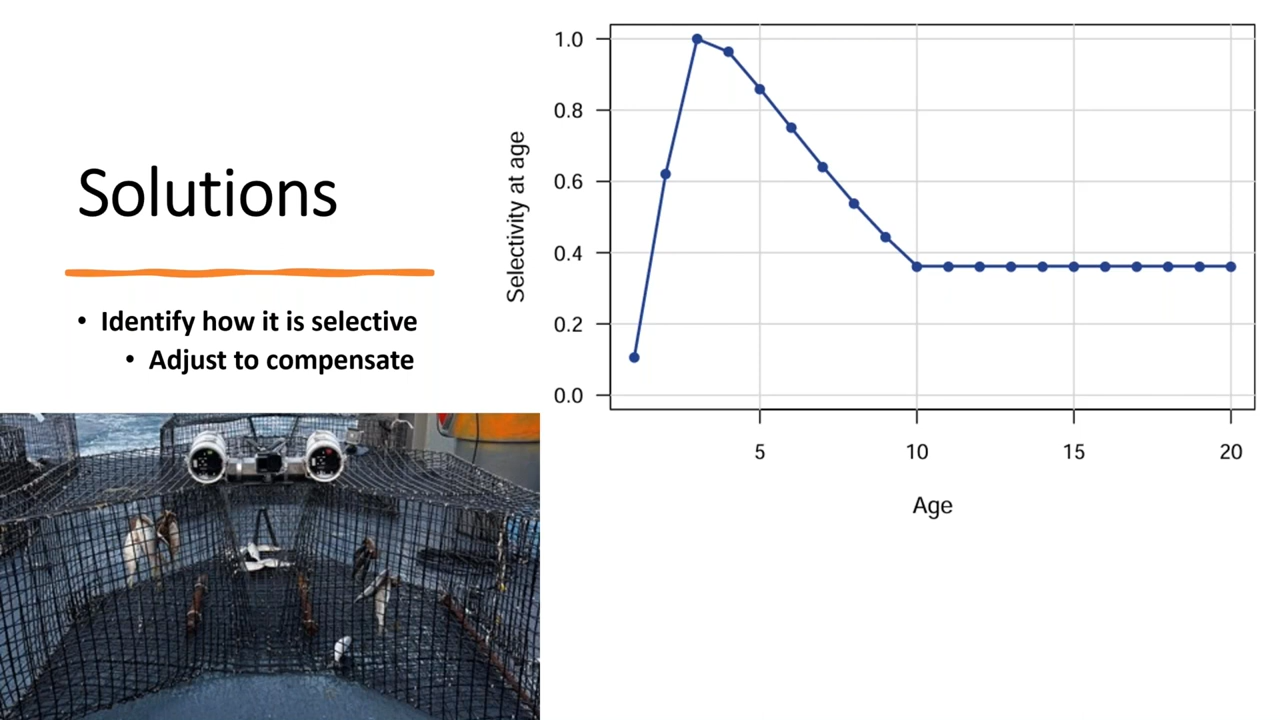 Solutions
• Identify how it is selective
• Adjust to compensate
Selectivity at age
1.0
0.8
0.6
0.4
0.2
0.0
5 10 15 20
Age